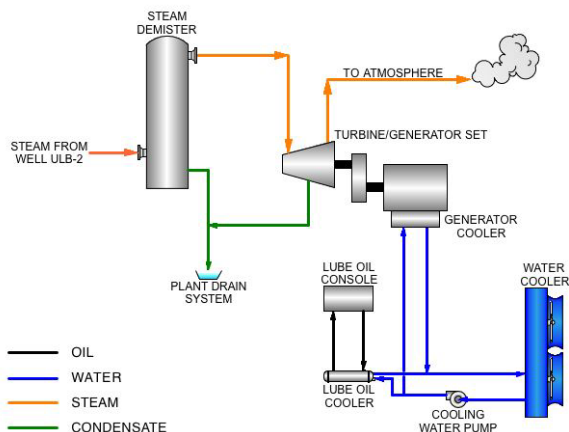 STEAM
DEMISTER
TO ATMOSPHERE
TURBINE/GENERATOR SET
STEAM FROM
WELL ULB-2
GENERATOR
COOLER
PLANT DRAIN
SYSTEM
LUBE OIL
CONSOLE
WATER
COOLER
LUBE OIL
COOLER
COOLING
WATER PUMP
OIL
WATER
STEAM
CONDENSATE